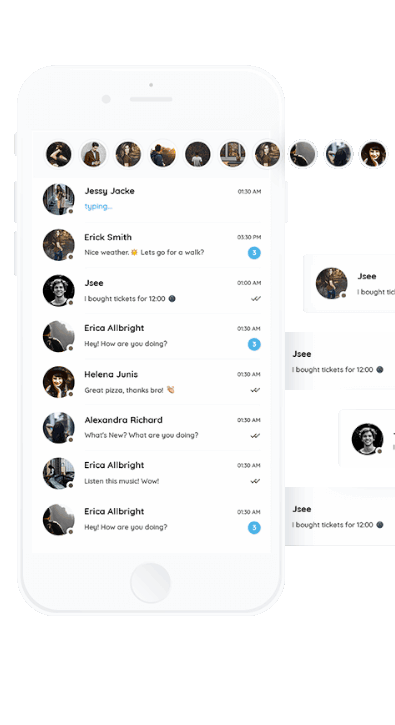 Jessy Jacke
01:30 AM
typing...
Erick Smith
03:30 PM
Nice weather. ☀️ Lets go for a walk?
3
Jsee
01:00 AM
I bought tickets for 12:00 🌚
Erica Allbright
01:30 AM
Hey! How are you doing?
3
Helena Junis
01:30 AM
Great pizza, thanks bro! 👋🏼
Alexandra Richard
01:30 AM
What's New? What are you doing?
Erica Allbright
01:30 AM
Listen this music! Wow!
Erica Allbright
01:30 AM
Hey! How are you doing?
3
Jsee
I bought tic
Jsee
I bought tickets for 12:00 🌚
Jsee
I bought tickets for 12:00 🌚